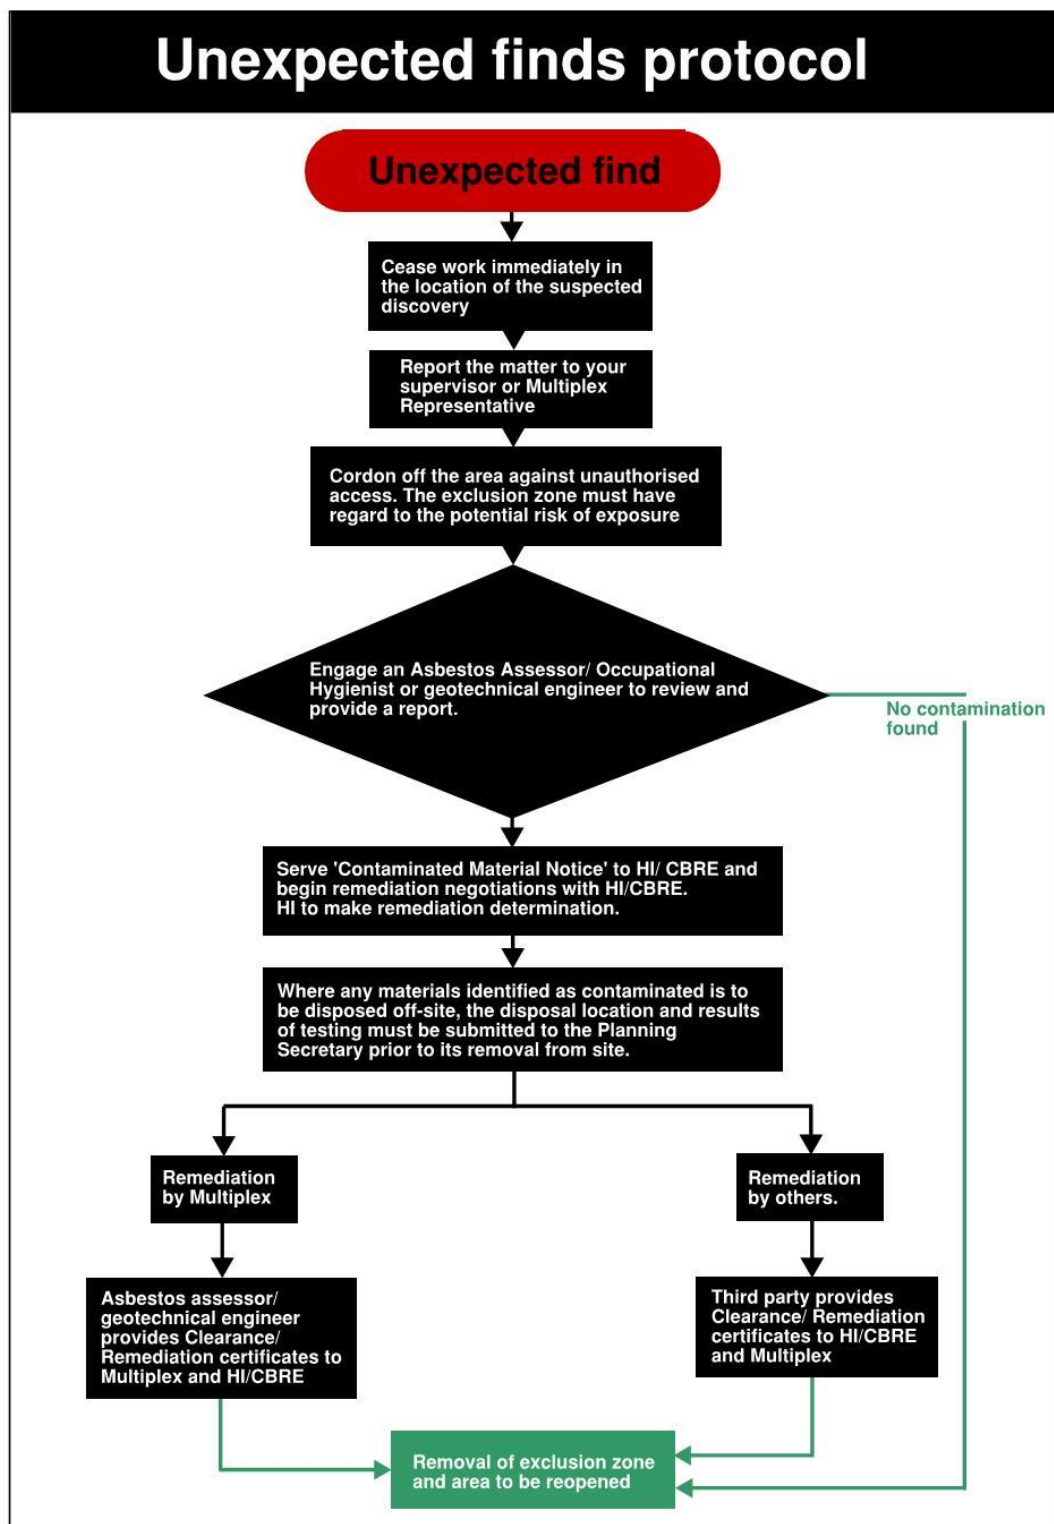 Unexpected finds protocol
Unexpected find
Cease work immediately in
the location of the suspected
discovery
Report the matter to your
supervisor or Multiplex
Representative
Cordon off the area against unauthorised
access. The exclusion zone must have
regard to the potential risk of exposure
Engage an Asbestos Assessor/ Occupational
Hygienist or geotechnical engineer to review and
provide a report.
No contamination
found
Serve 'Contaminated Material Notice' to HI/ CBRE and
begin remediation negotiations with HI/CBRE.
HI to make remediation determination.
Where any materials identified as contaminated is to
be disposed off-site, the disposal location and results
of testing must be submitted to the Planning
Secretary prior to its removal from site.
Remediation
by Multiplex
Remediation
by others.
Asbestos assessor/
geotechnical engineer
provides Clearance/
Remediation certificates to
Multiplex and HI/CBRE
Third party provides
Clearance/ Remediation
certificates to HI/CBRE
and Multiplex
Removal of exclusion zone
and area to be reopened